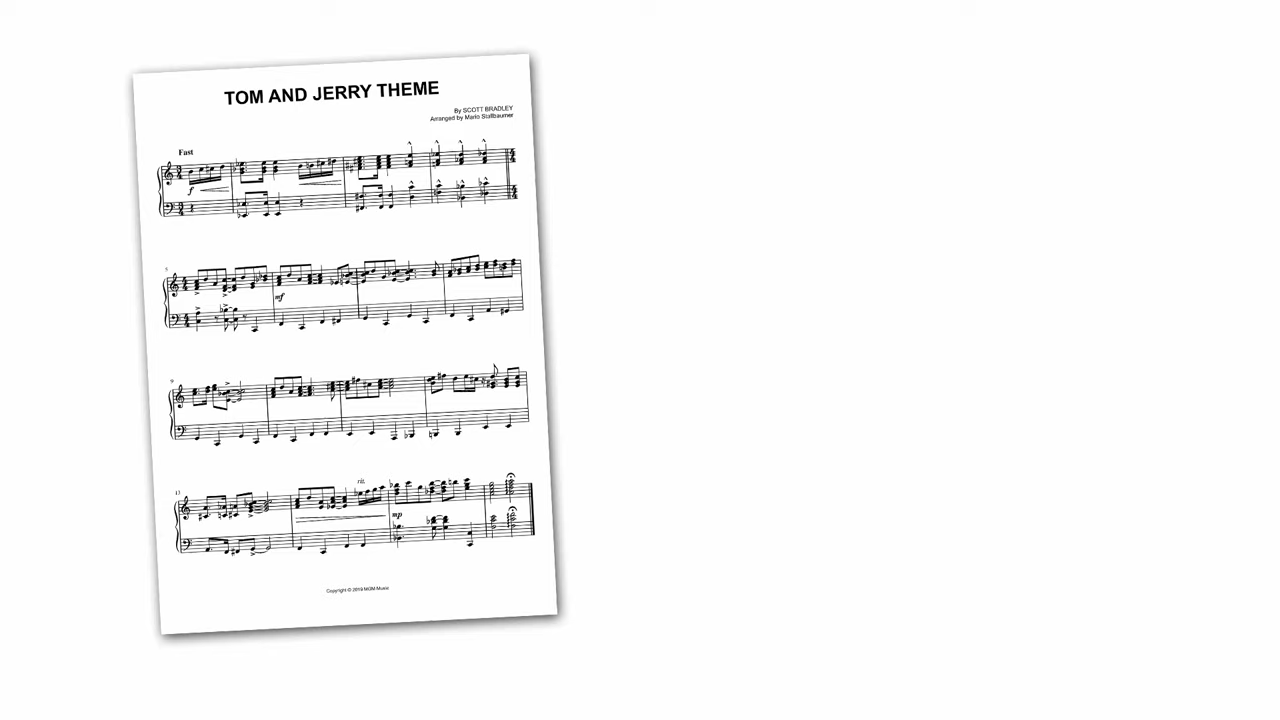 TOM AND JERRY THEME
By SCOTT BRADLEY
Arranged by Mario Stallbaumer
Fast
f
5
mf
9
13
rit.
mp
Copyright © 2019 MGM Music